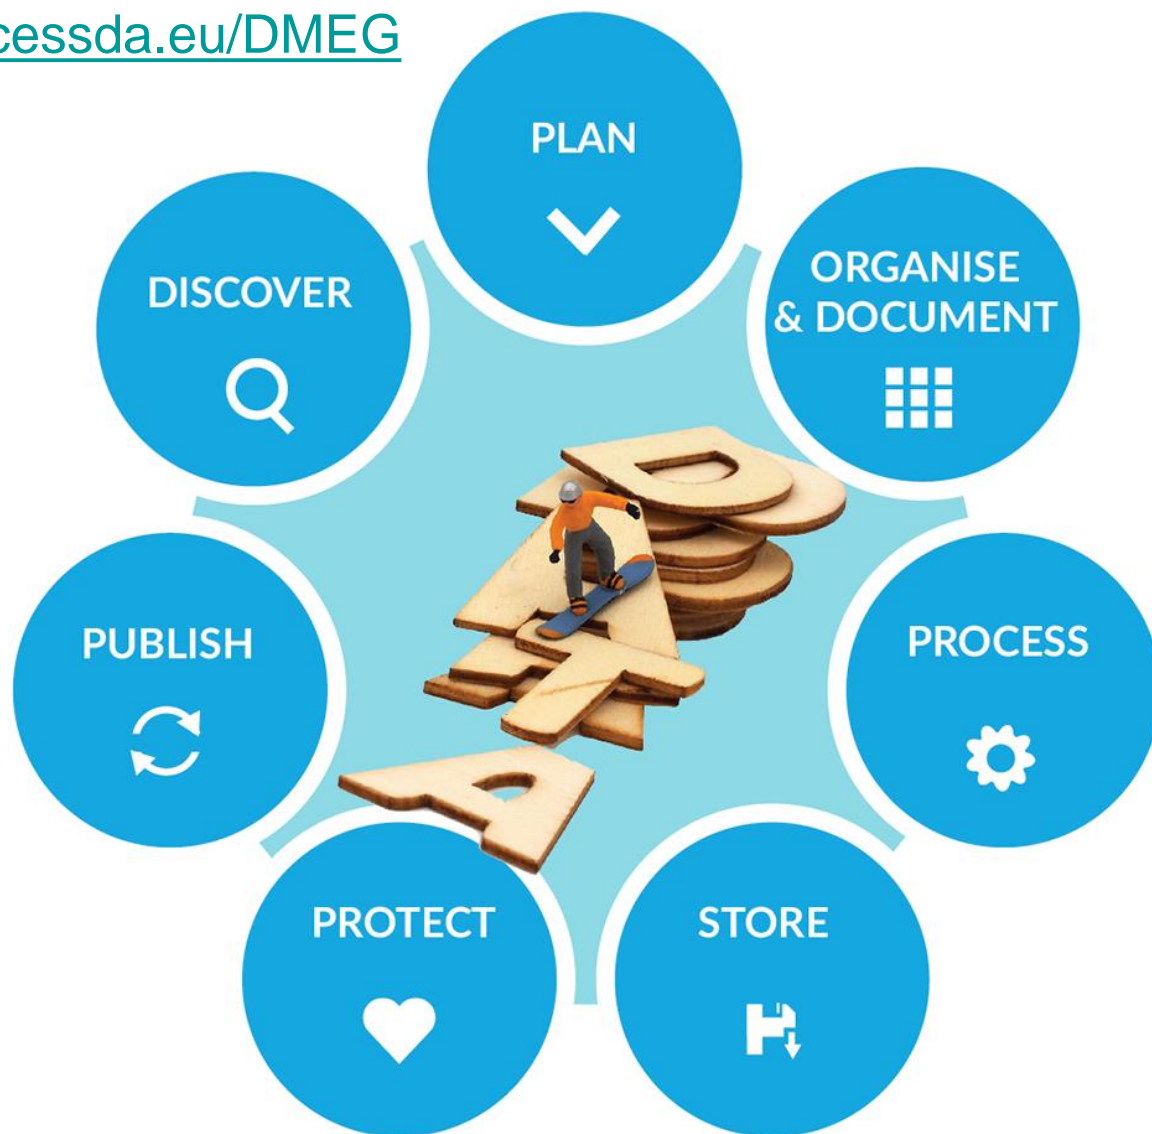 cessda.eu/DMEG
PLAN
ORGANISE
& DOCUMENT
PROCESS
STORE
PROTECT
PUBLISH
DISCOVER
D
A
T
A